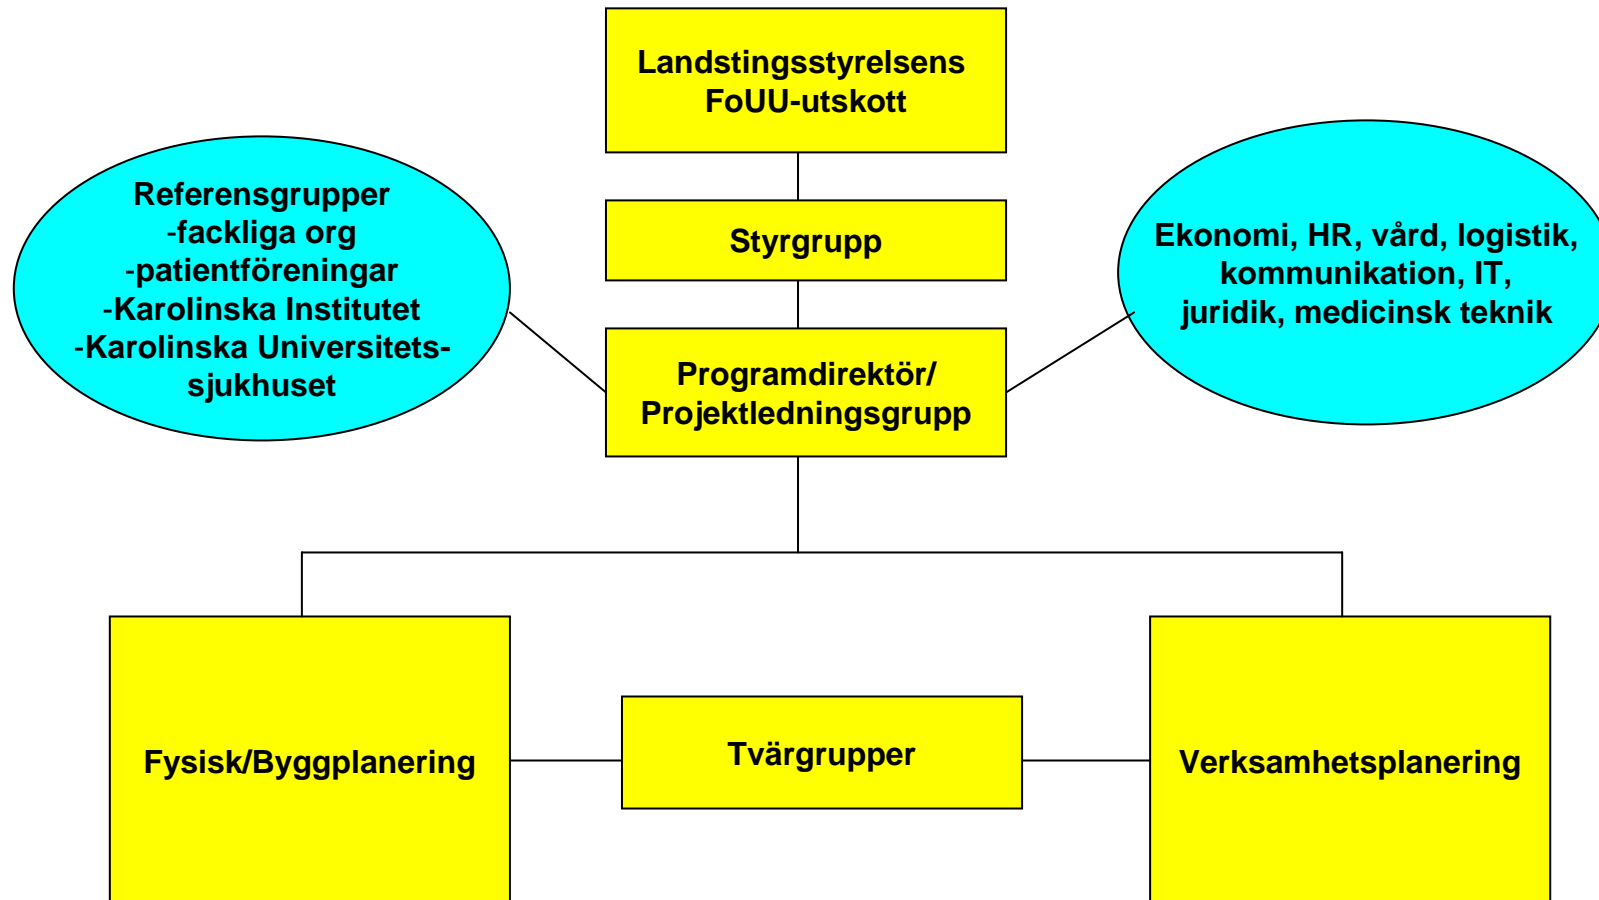 Landstingsstyrelsens
FoUU-utskott
Referensgrupper
-fackliga org
-patientföreningar
-Karolinska Institutet
-Karolinska Universitets-
sjukhuset
Styrgrupp
Ekonomi, HR, vård, logistik,
kommunikation, IT,
juridik, medicinsk teknik
Programdirektör/
Projektledningsgrupp
Fysisk/Byggplanering
Tvärgrupper
Verksamhetsplanering